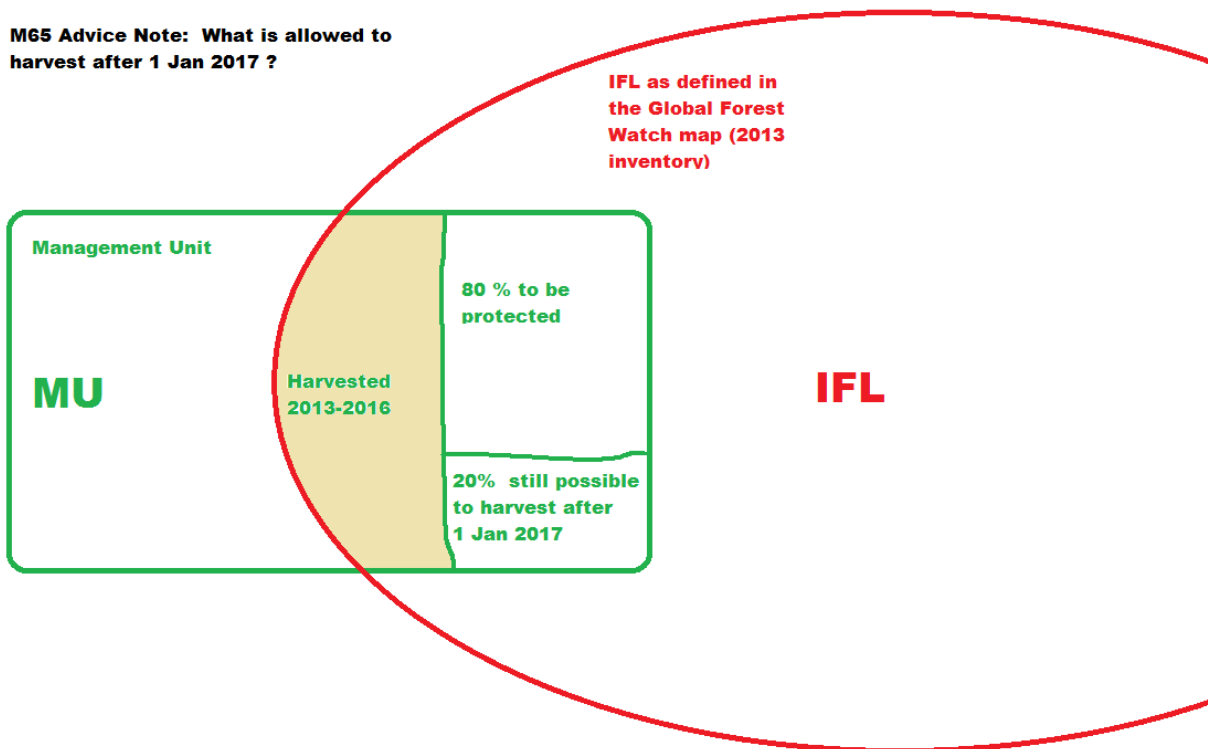 M65 Advice Note:  What is allowed to
harvest after 1 Jan 2017 ?
IFL as defined in
the Global Forest
Watch map (2013
inventory)
Management Unit
80 % to be
protected
MU
Harvested
2013-2016
IFL
20%  still possible
to harvest after
1 Jan 2017